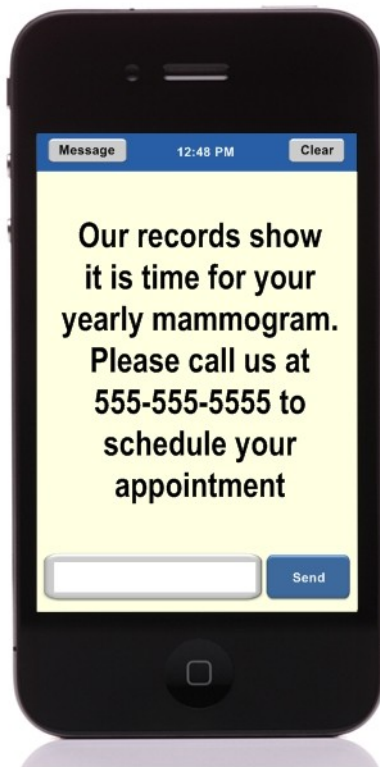 Message 12:48 PM Clear
Our records show
it is time for your
yearly mammogram.
Please call us at
555-555-5555 to
schedule your
appointment
Send